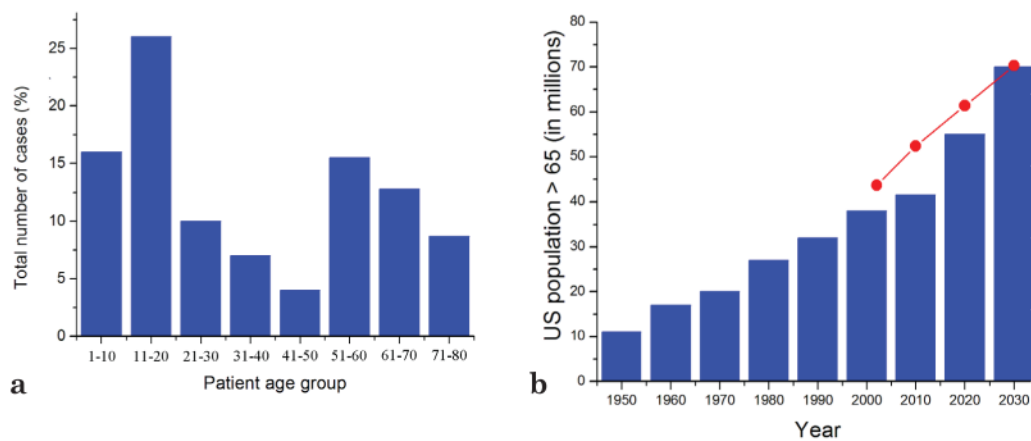 25
20
15
10
5
0
Total number of cases (%)
1-10 11-20 21-30 31-40 41-50 51-60 61-70 71-80
Patient age group
a
80
70
60
50
40
30
20
10
0
US population > 65 (in millions)
1950 1960 1970 1980 1990 2000 2010 2020 2030
Year
b